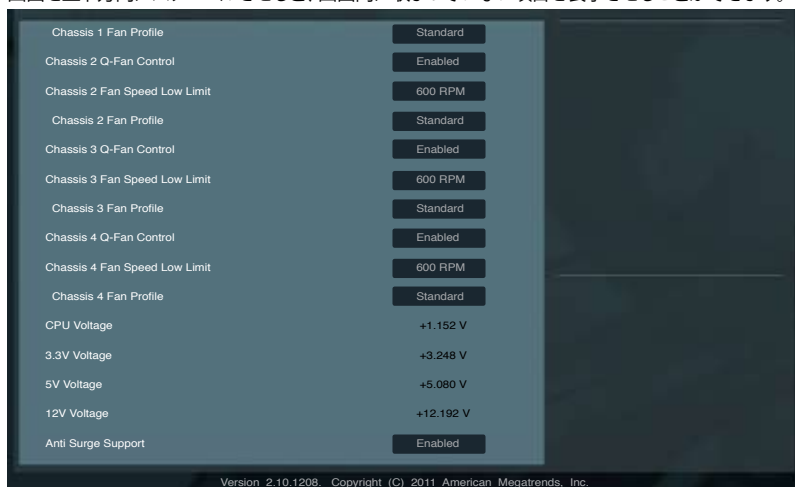 Chassis 1 Fan Profile Standard
Chassis 2 Q-Fan Control Enabled
Chassis 2 Fan Speed Low Limit 600 RPM
Chassis 2 Fan Profile Standard
Chassis 3 Q-Fan Control Enabled
Chassis 3 Fan Speed Low Limit 600 RPM
Chassis 3 Fan Profile Standard
Chassis 4 Q-Fan Control Enabled
Chassis 4 Fan Speed Low Limit 600 RPM
Chassis 4 Fan Profile Standard
CPU Voltage +1.152 V
3.3V Voltage +3.248 V
5V Voltage +5.080 V
12V Voltage +12.192 V
Anti Surge Support Enabled
Version 2.10.1208. Copyright (C) 2011 American Megatrends, Inc.